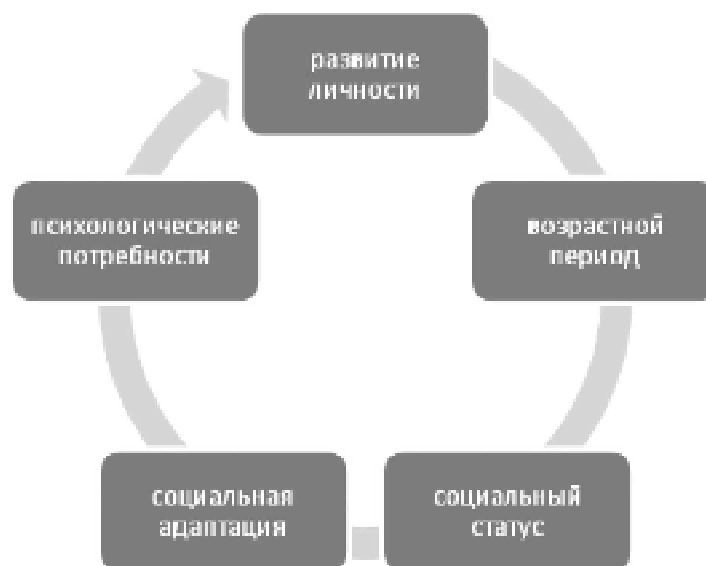 развитие
личности
возрастной
период
социальный
статус
социальная
адаптация
психологические
потребности